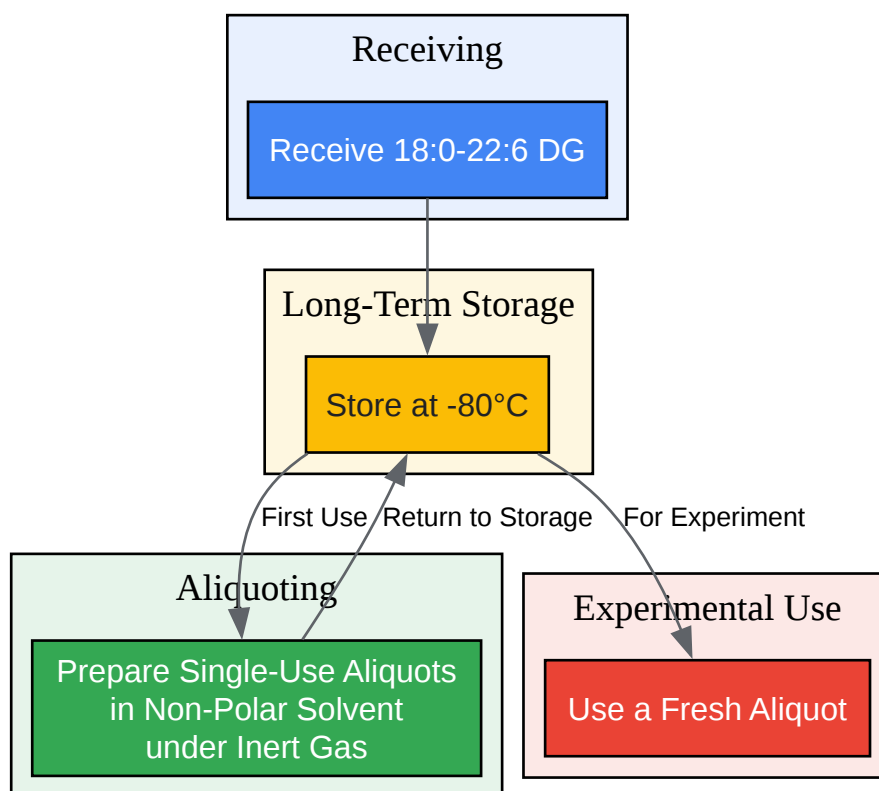 Receiving
Receive 18:0-22:6 DG
Long-Term Storage
Store at -80°C
First Use
Return to Storage
For Experiment
Aliquoting
Prepare Single-Use Aliquots
in Non-Polar Solvent
under Inert Gas
Experimental Use
Use a Fresh Aliquot